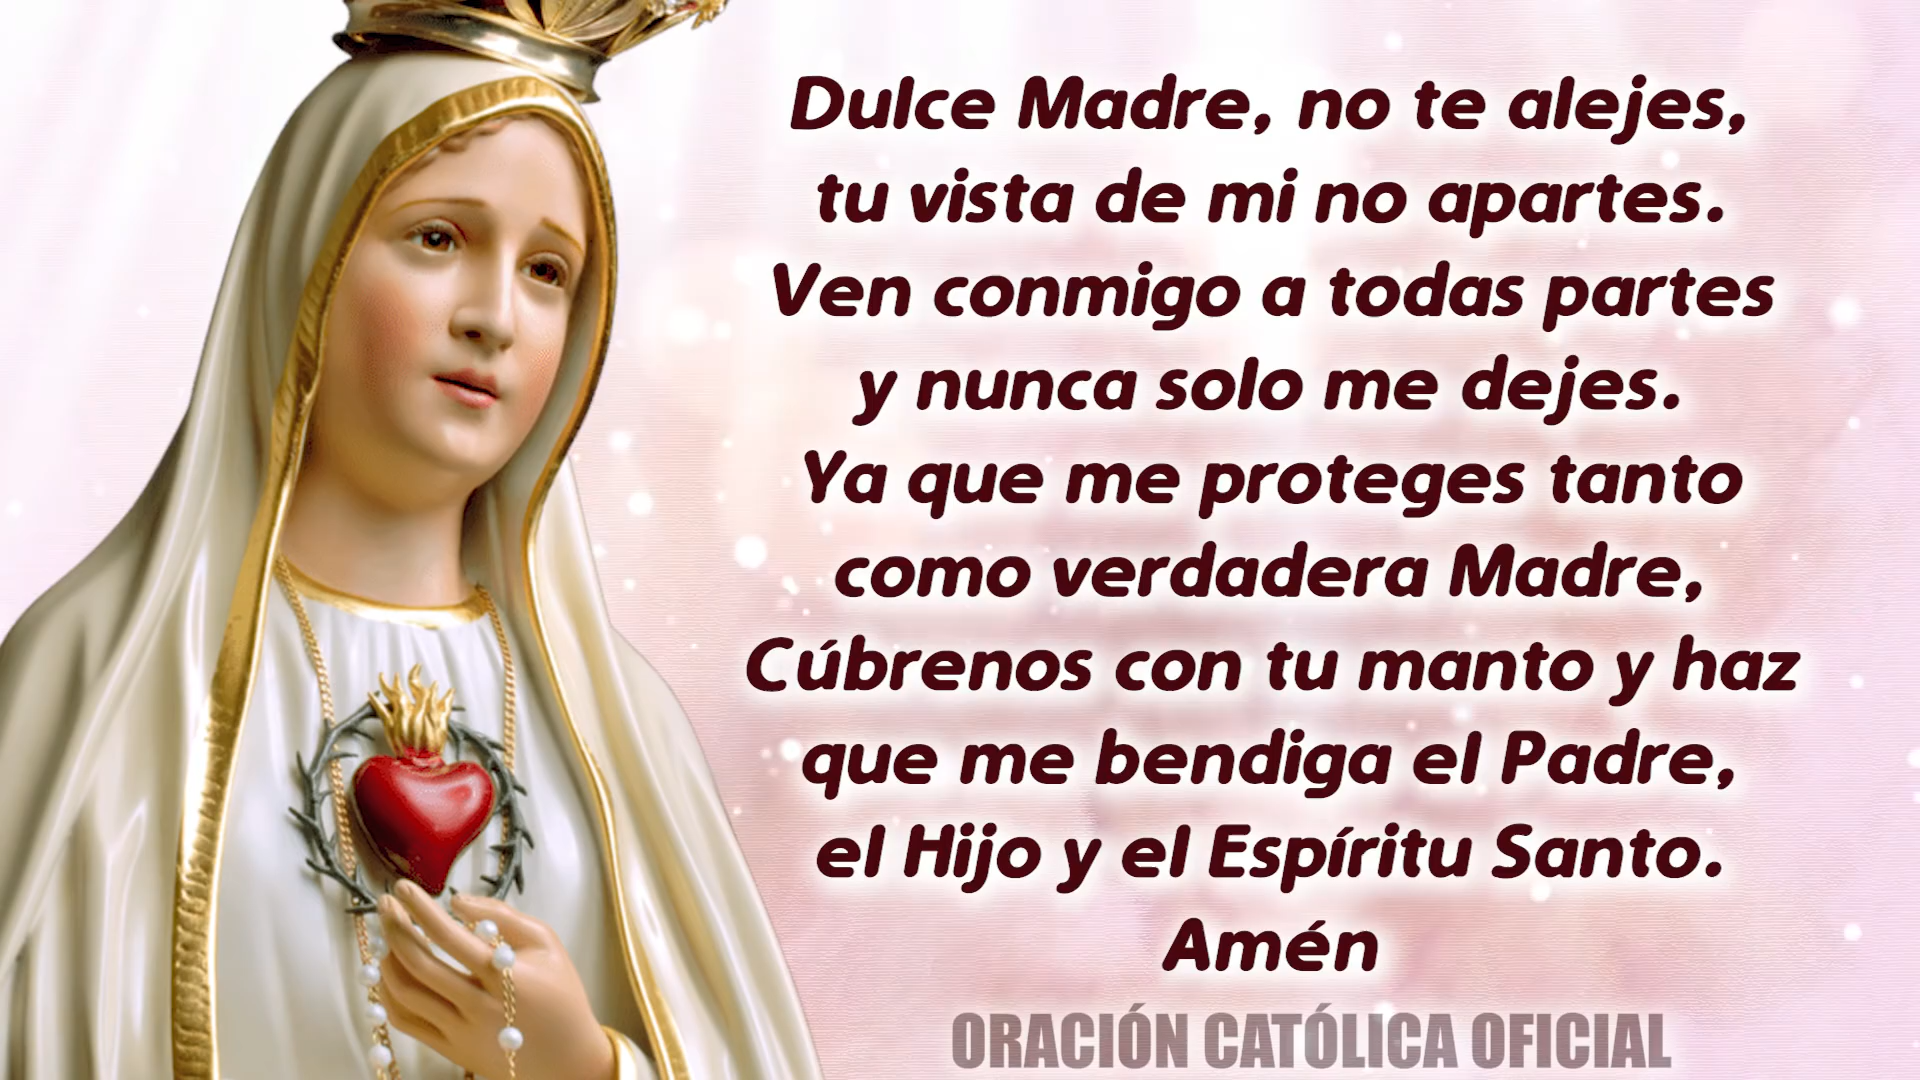 Dulce Madre, no te alejes,
tu vista de mi no apartes.
Ven conmigo a todas partes
y nunca solo me dejes.
Ya que me proteges tanto
como verdadera Madre,
Cúbrenos con tu manto y haz
que me bendiga el Padre,
el Hijo y el Espíritu Santo.
Amén
ORACIÓN CATÓLICA OFICIAL